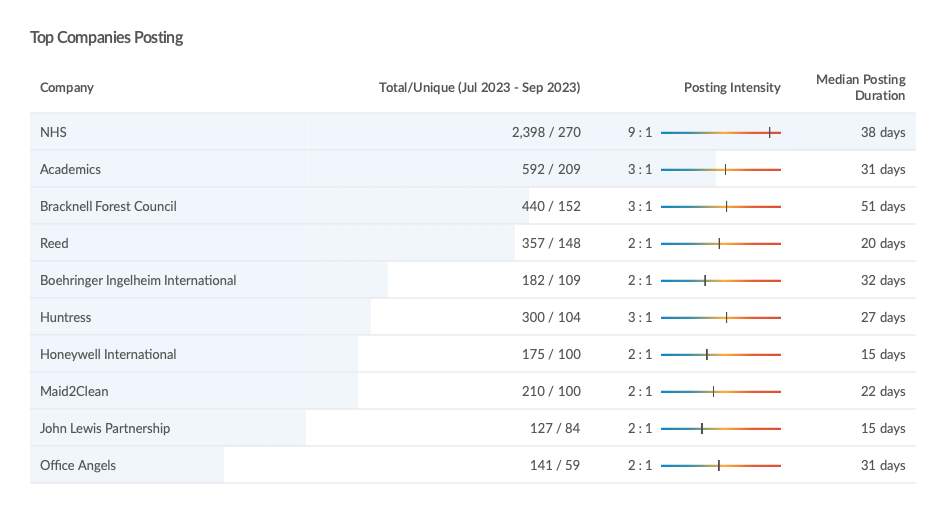 Top Companies Posting
Company Total/Unique (Jul 2023 - Sep 2023) Posting Intensity Median Posting Duration
NHS 2,398 / 270 9 : 1 38 days
Academics 592 / 209 3 : 1 31 days
Bracknell Forest Council 440 / 152 3 : 1 51 days
Reed 357 / 148 2 : 1 20 days
Boehringer Ingelheim International 182 / 109 2 : 1 32 days
Huntress 300 / 104 3 : 1 27 days
Honeywell International 175 / 100 2 : 1 15 days
Maid2Clean 210 / 100 2 : 1 22 days
John Lewis Partnership 127 / 84 2 : 1 15 days
Office Angels 141 / 59 2 : 1 31 days